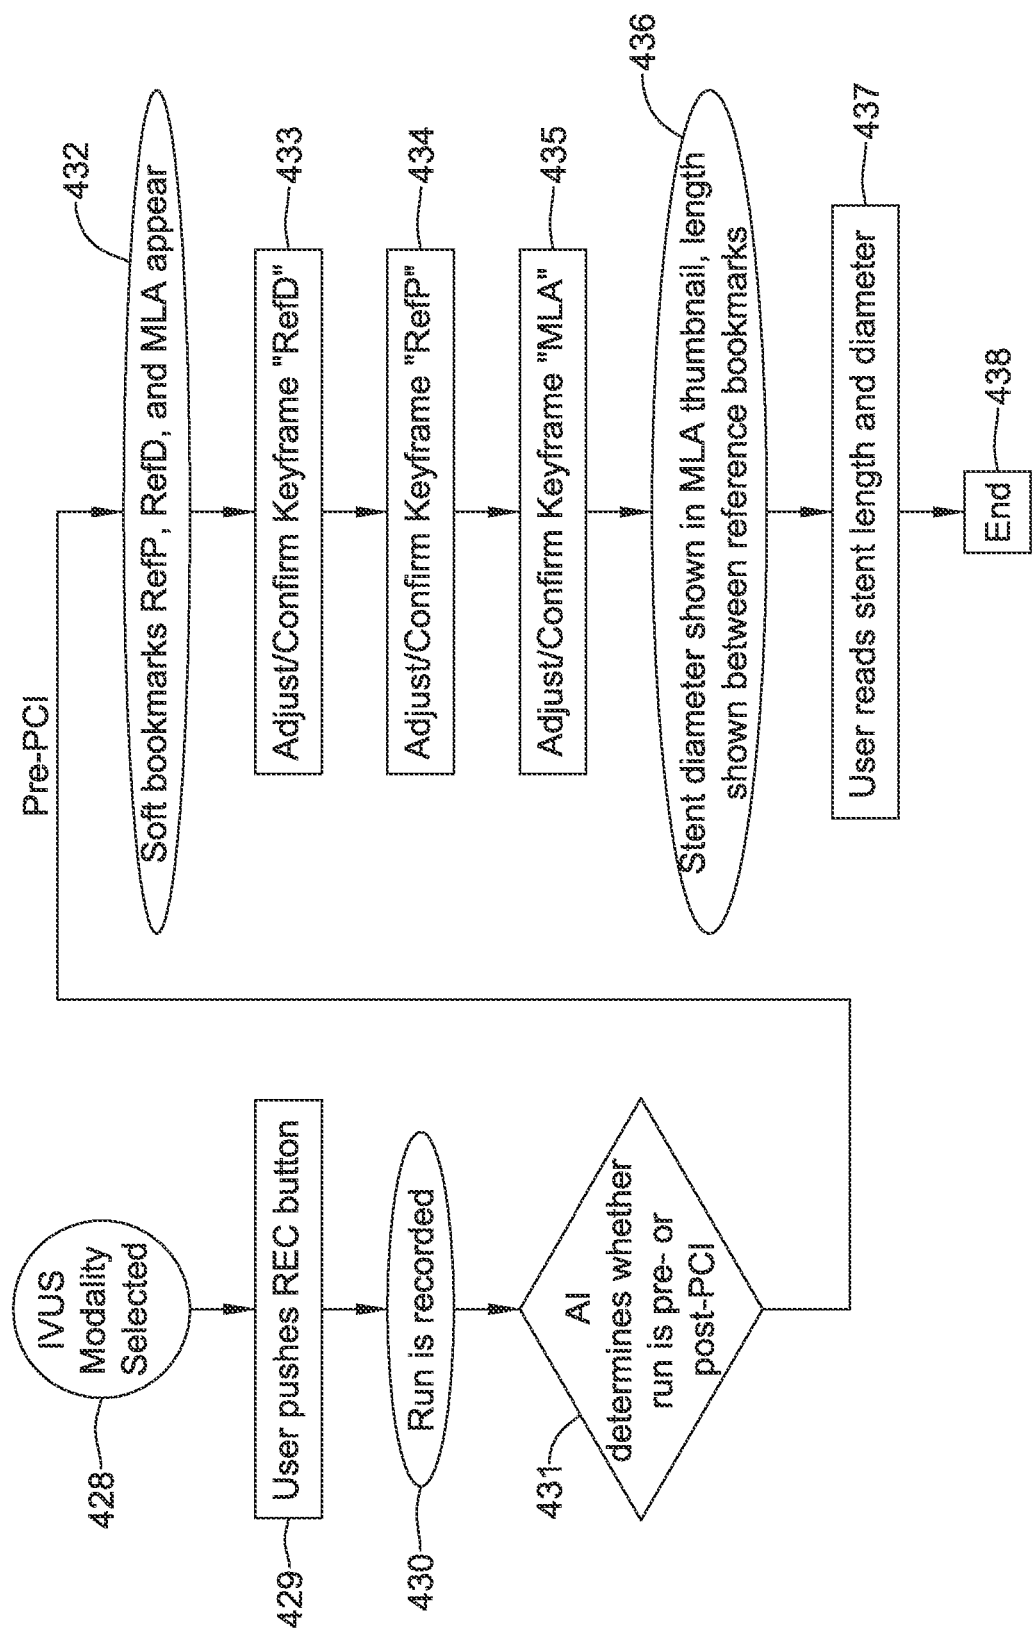 IVUS
Modality
Selected
428
User pushes REC button
429
Run is recorded
430
AI
determines whether
run is pre- or
post-PCI
431
Pre-PCI
Soft bookmarks RefP, RefD, and MLA appear
432
Adjust/Confirm Keyframe "RefD"
433
Adjust/Confirm Keyframe "RefP"
434
Adjust/Confirm Keyframe "MLA"
435
Stent diameter shown in MLA thumbnail, length
shown between reference bookmarks
436
User reads stent length and diameter
437
End
438